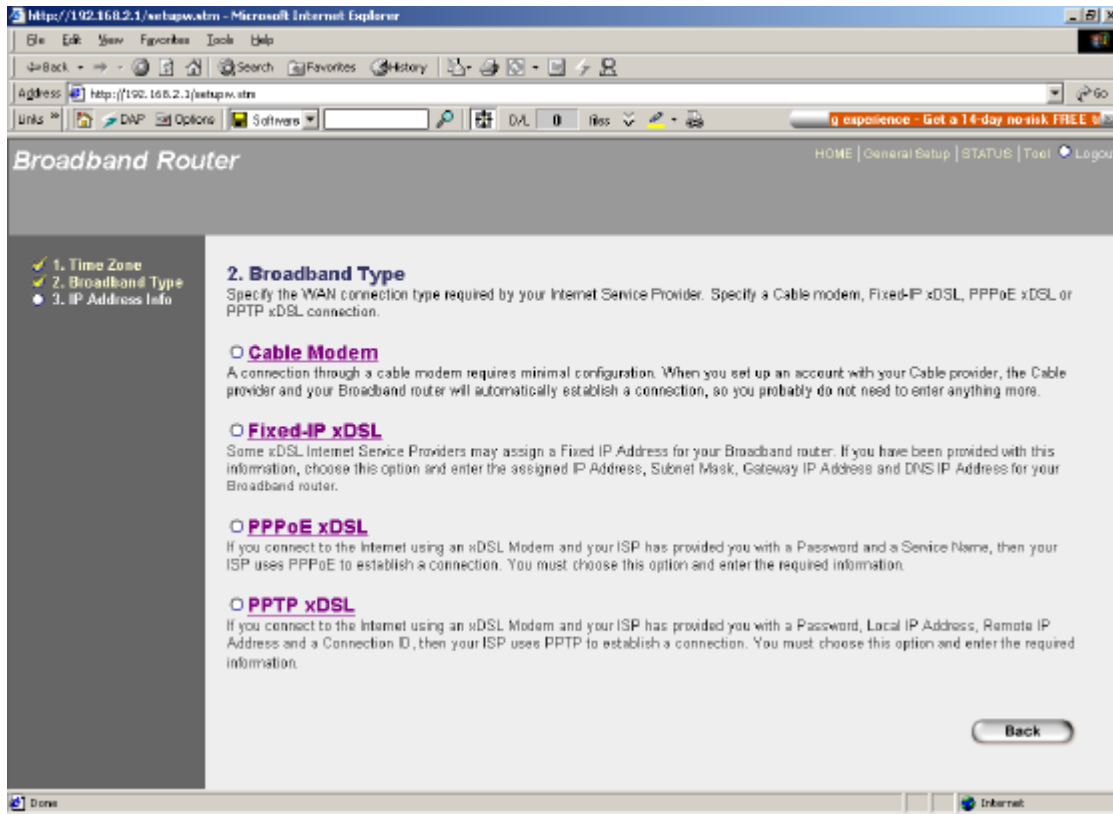 http://192.168.2.1/setupw.stm - Microsoft Internet Explorer
File Edit View Favorites Tools Help
Back Search Favorites History
Address http://192.168.2.1/setupw.stm Go
Links » DAP Options Software D/L 0 files g experience - Get a 14-day no-risk FREE
Broadband Router
HOME | General Setup | STATUS | Tool Logou
1. Time Zone
2. Broadband Type
3. IP Address Info
2. Broadband Type
Specify the WAN connection type required by your Internet Service Provider. Specify a Cable modem, Fixed-IP xDSL, PPPoE xDSL or
PPTP xDSL connection.
Cable Modem
A connection through a cable modem requires minimal configuration. When you set up an account with your Cable provider, the Cable
provider and your Broadband router will automatically establish a connection, so you probably do not need to enter anything more.
Fixed-IP xDSL
Some xDSL Internet Service Providers may assign a Fixed IP Address for your Broadband router. If you have been provided with this
information, choose this option and enter the assigned IP Address, Subnet Mask, Gateway IP Address and DNS IP Address for your
Broadband router.
PPPoE xDSL
If you connect to the Internet using an xDSL Modem and your ISP has provided you with a Password and a Service Name, then your
ISP uses PPPoE to establish a connection. You must choose this option and enter the required information.
PPTP xDSL
If you connect to the Internet using an xDSL Modem and your ISP has provided you with a Password, Local IP Address, Remote IP
Address and a Connection ID, then your ISP uses PPTP to establish a connection. You must choose this option and enter the required
information.
Back
Done
Internet